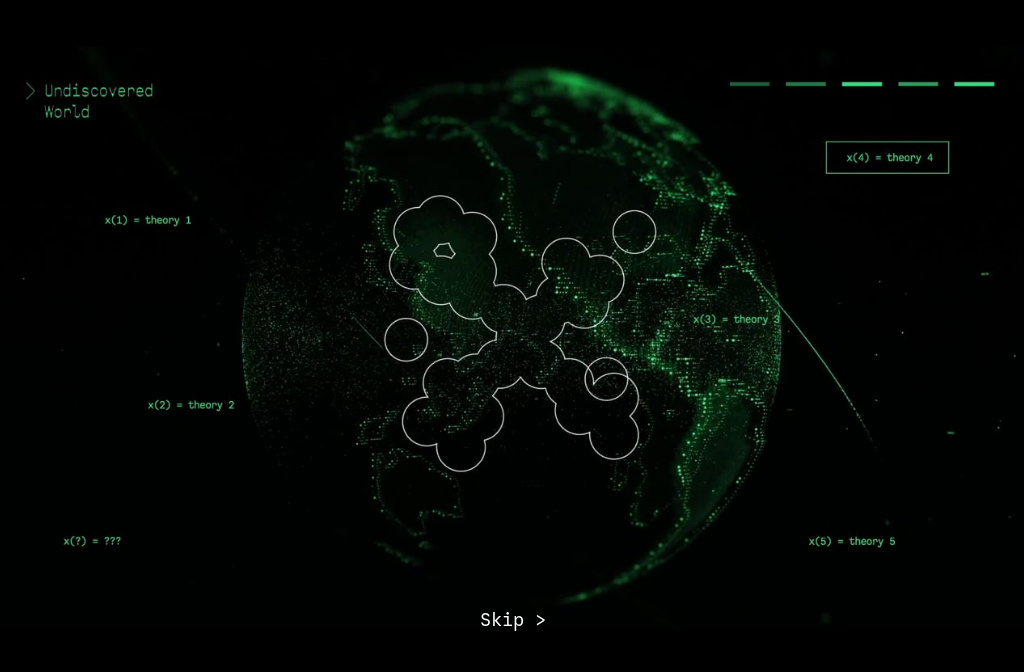 Undiscovered
World
x(4) = theory 4
x(1) = theory 1
x(3) = theory 3
x(2) = theory 2
x(?) = ???
x(5) = theory 5
Skip >